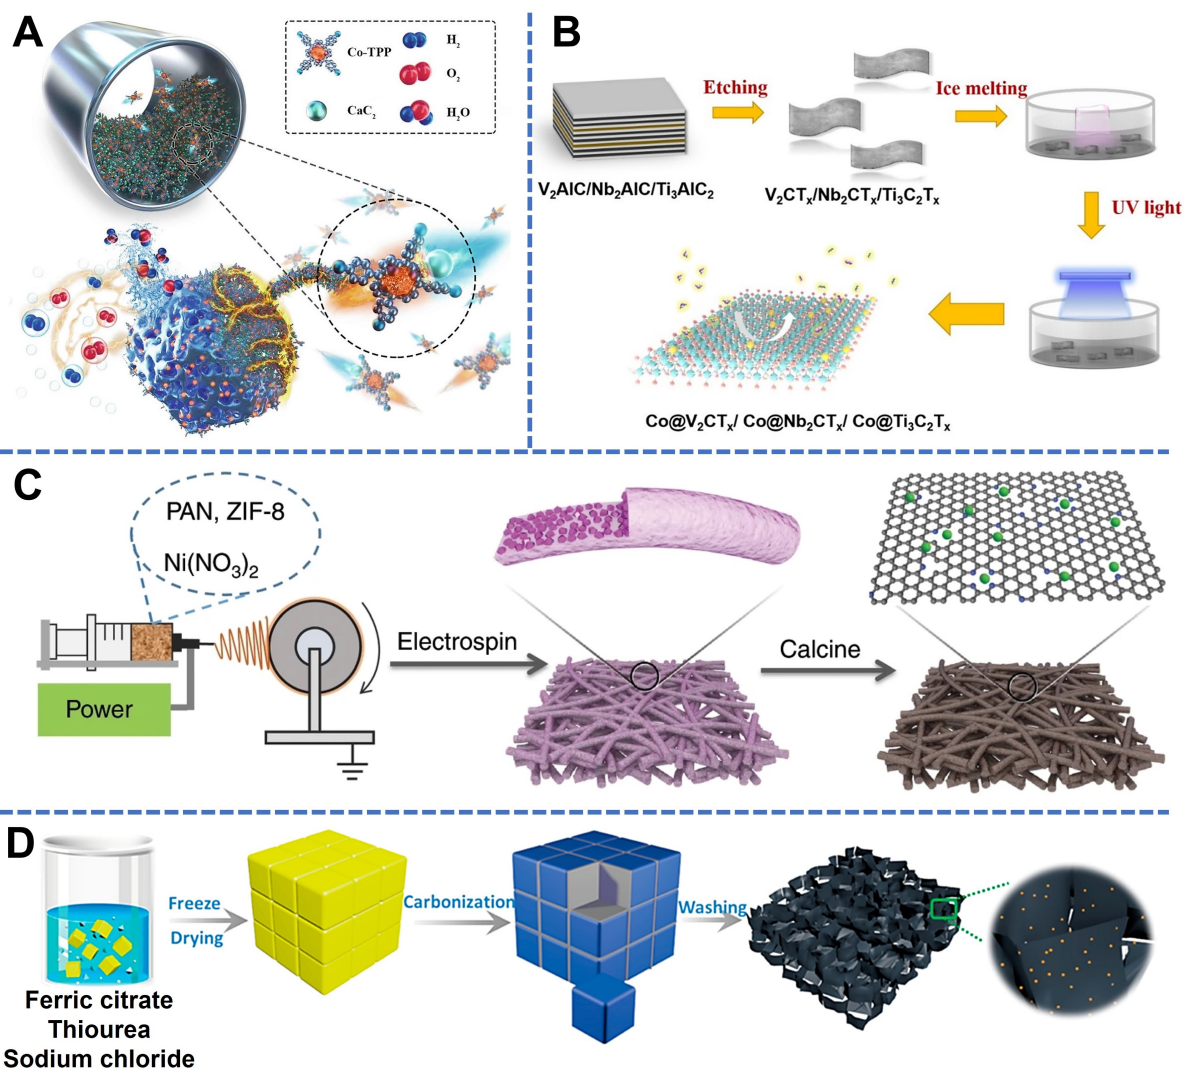 A
Co-TPP
H₂
O₂
CaC₂
H₂O
B
Etching
Ice melting
V₂AlC/Nb₂AlC/Ti₃AlC₂
V₂CTₓ/Nb₂CTₓ/Ti₃C₂Tₓ
UV light
Co@V₂CTₓ/ Co@Nb₂CTₓ/ Co@Ti₃C₂Tₓ
C
PAN, ZIF-8
Ni(NO₃)₂
Power
Electrospin
Calcine
D
Freeze
Drying
Carbonization
Washing
Ferric citrate
Thiourea
Sodium chloride